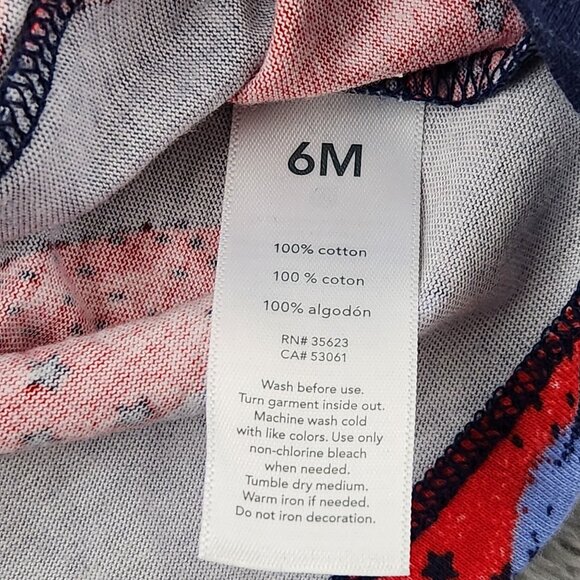 6M
100% cotton
100 % coton
100% algodón
RN# 35623
CA# 53061
Wash before use.
Turn garment inside out.
Machine wash cold
with like colors. Use only
non-chlorine bleach
when needed.
Tumble dry medium.
Warm iron if needed.
Do not iron decoration.